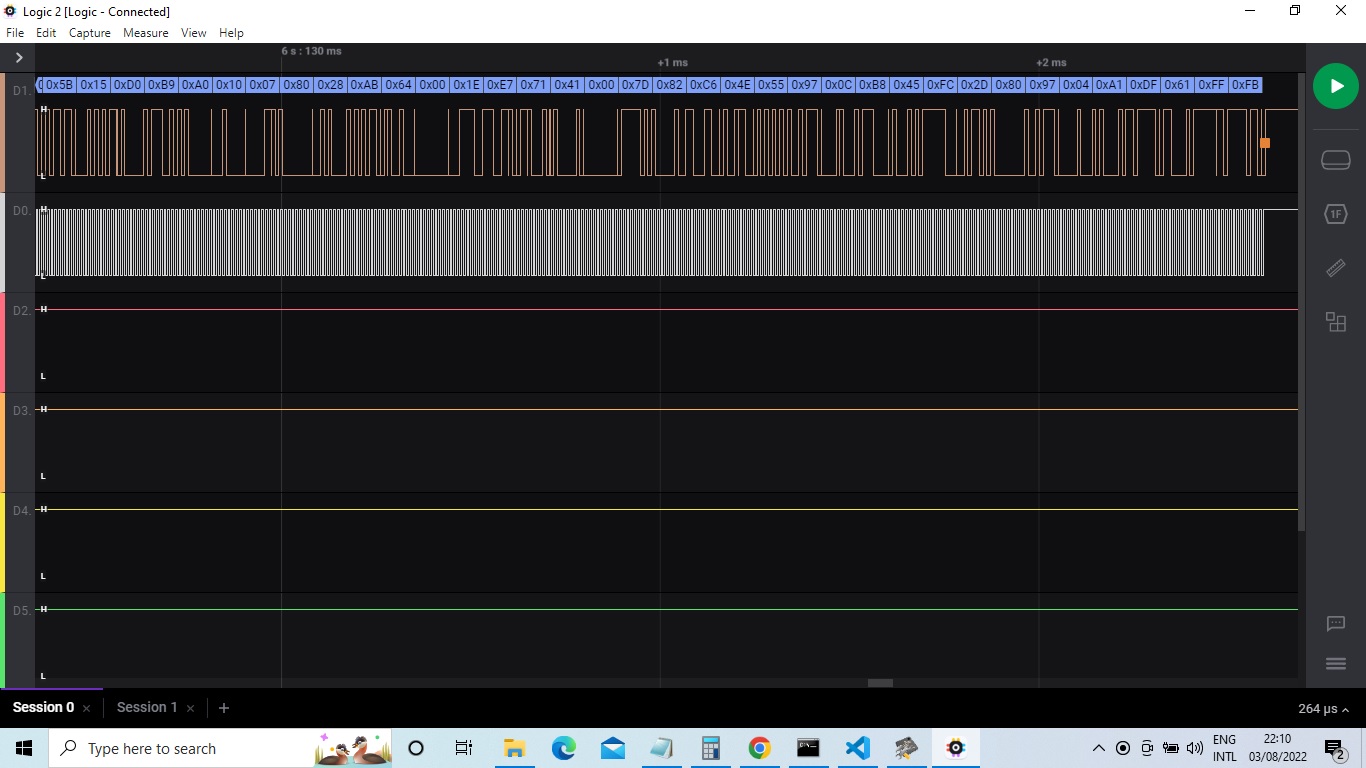 Logic 2 [Logic - Connected]
File Edit Capture Measure View Help
6 s : 130 ms
+1 ms +2 ms
D1. 0x5B 0x15 0xD0 0xB9 0xA0 0x10 0x07 0x80 0x28 0xAB 0x64 0x00 0x1E 0xE7 0x71 0x41 0x00 0x7D 0x82 0xC6 0x4E 0x55 0x97 0x0C 0xB8 0x45 0xFC 0x2D 0x80 0x97 0x04 0xA1 0xDF 0x61 0xFF 0xFB
H
L
D0. H
L
1F
D2. H
L
D3. H
L
D4. H
L
D5. H
L
Session 0 × Session 1 × + 264 µs
Type here to search
ENG 22:10
INTL 03/08/2022 2